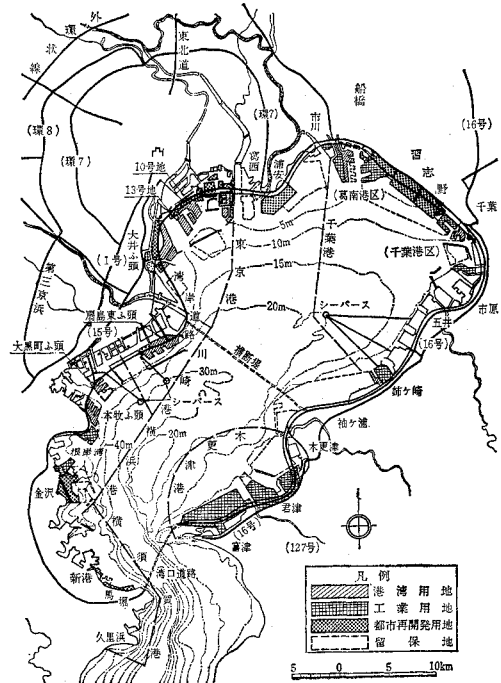 外
環
状
線
東北道
(環8)
(環7)
(環7)
葛西
浦安
市川
船橋
(16号)
習志野
千葉
10号地
13号地
(葛南港区)
(千葉港区)
5m
10m
15m
20m
東京港
千葉港
大井ふ頭
(1号)
第三京浜
湾岸道路
扇島東ふ頭
(15号)
大黒町ふ頭
シーバース
市原
五井
(16号)
姉ケ崎
横断堤
川崎港
30m
シーバース
本牧ふ頭
横浜港
20m
40m
根岸湾
金沢
袖ケ浦
木更津
木更津港
君津
(16号)
富津
(127号)
横須賀港
新港
馬堀
湾口道路
久里浜
凡例
港湾用地
工業用地
都市再開発用地
留保地
5 0 5 10km